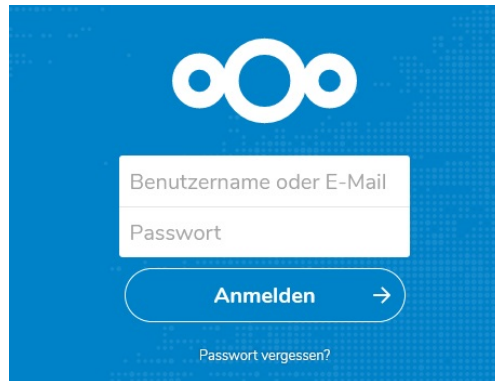 Benutzername oder E-Mail
Passwort
Anmelden
Passwort vergessen?